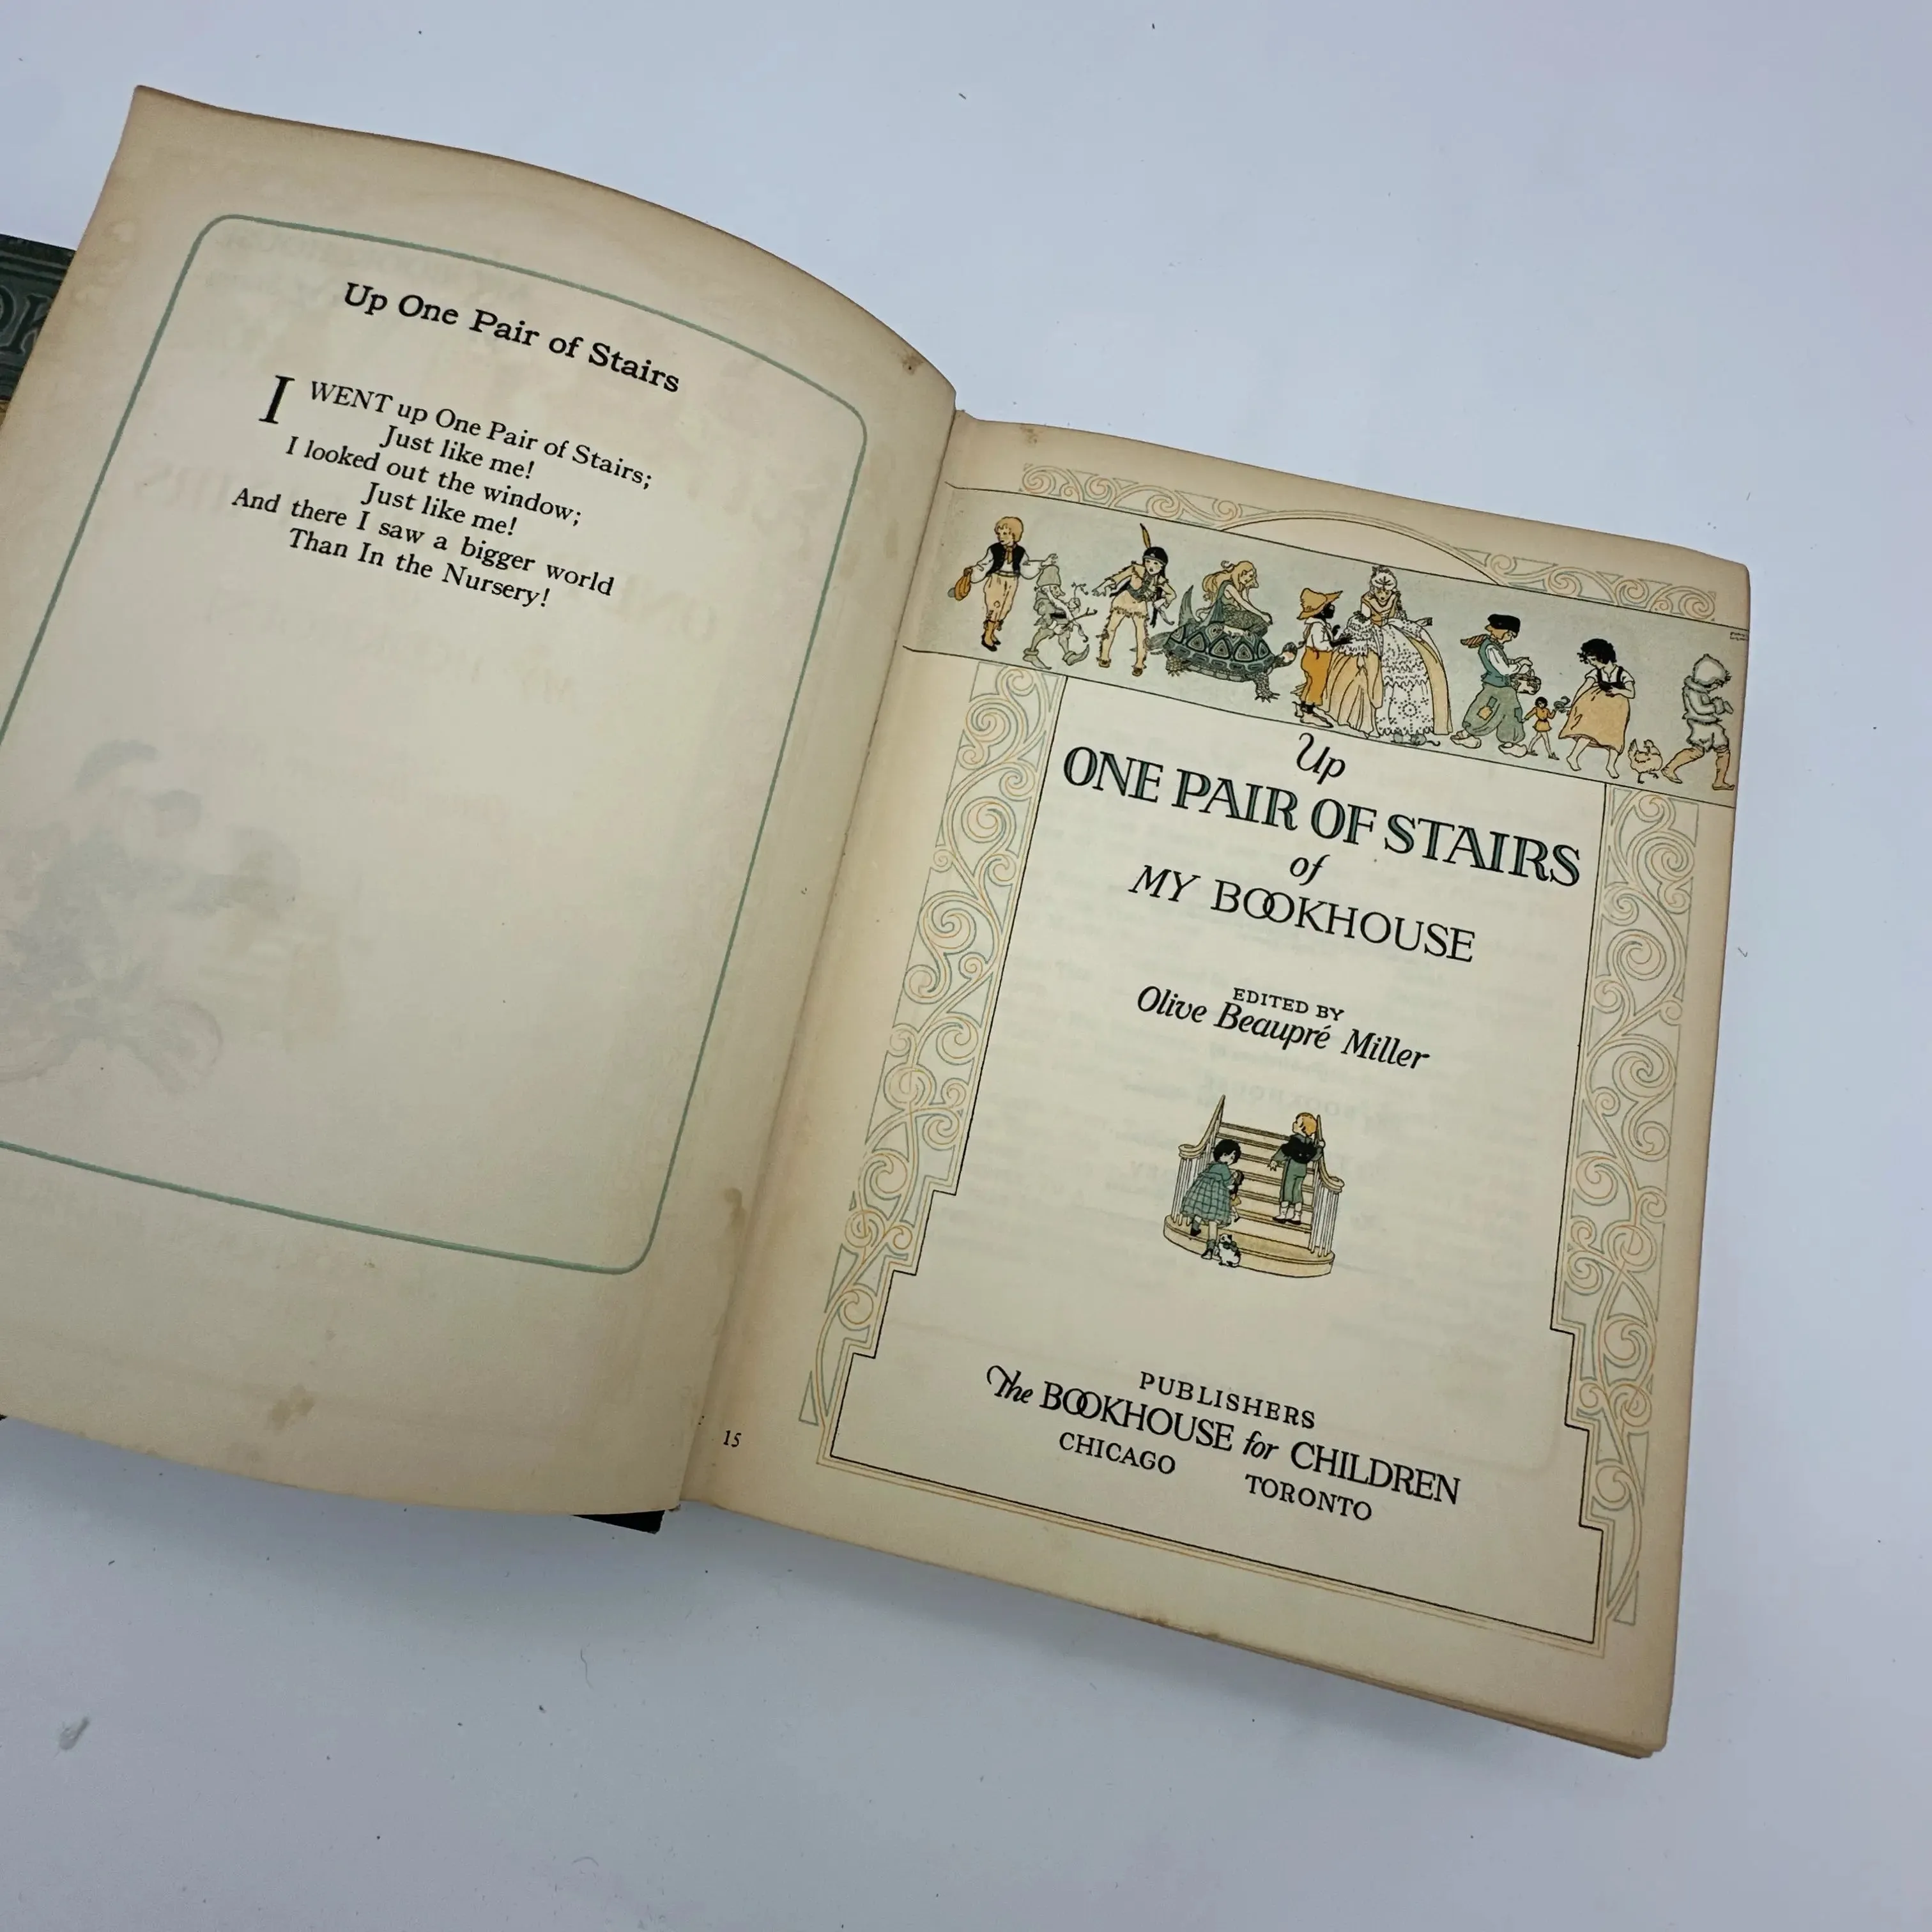 Up One Pair of Stairs
I WENT up One Pair of Stairs;
Just like me!
I looked out the window;
Just like me!
And there I saw a bigger world
Than In the Nursery!
15
Up
ONE PAIR OF STAIRS
of
MY BOOKHOUSE
EDITED BY
Olive Beaupré Miller
PUBLISHERS
The BOOKHOUSE for CHILDREN
CHICAGO TORONTO